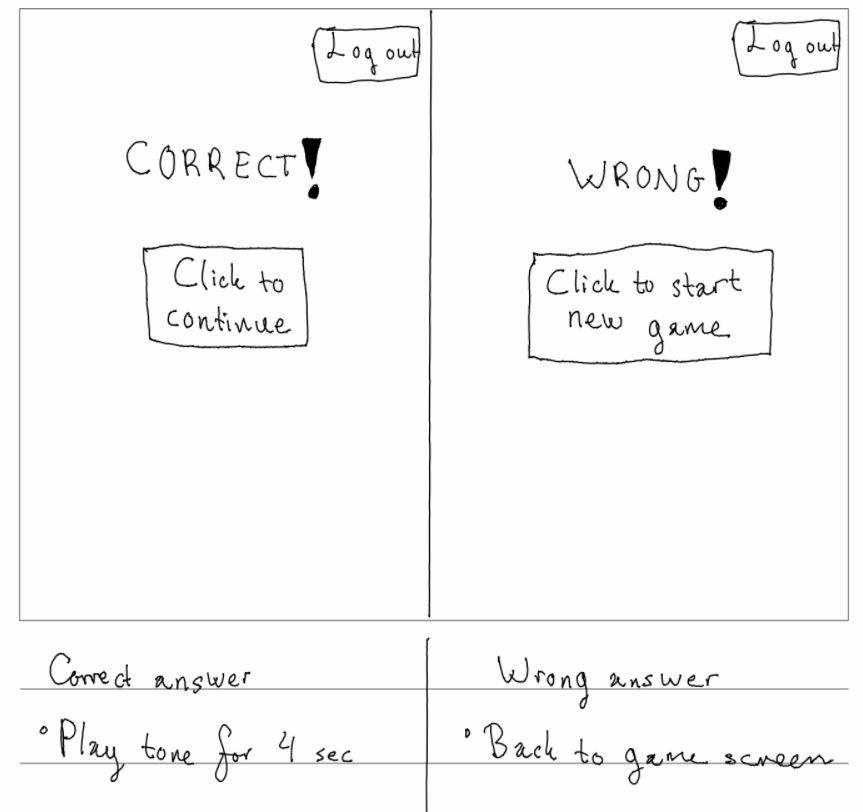 Log out
CORRECT!
Click to
continue
Log out
WRONG!
Click to start
new game
Correct answer
• Play tone for 4 sec
Wrong answer
• Back to game screen